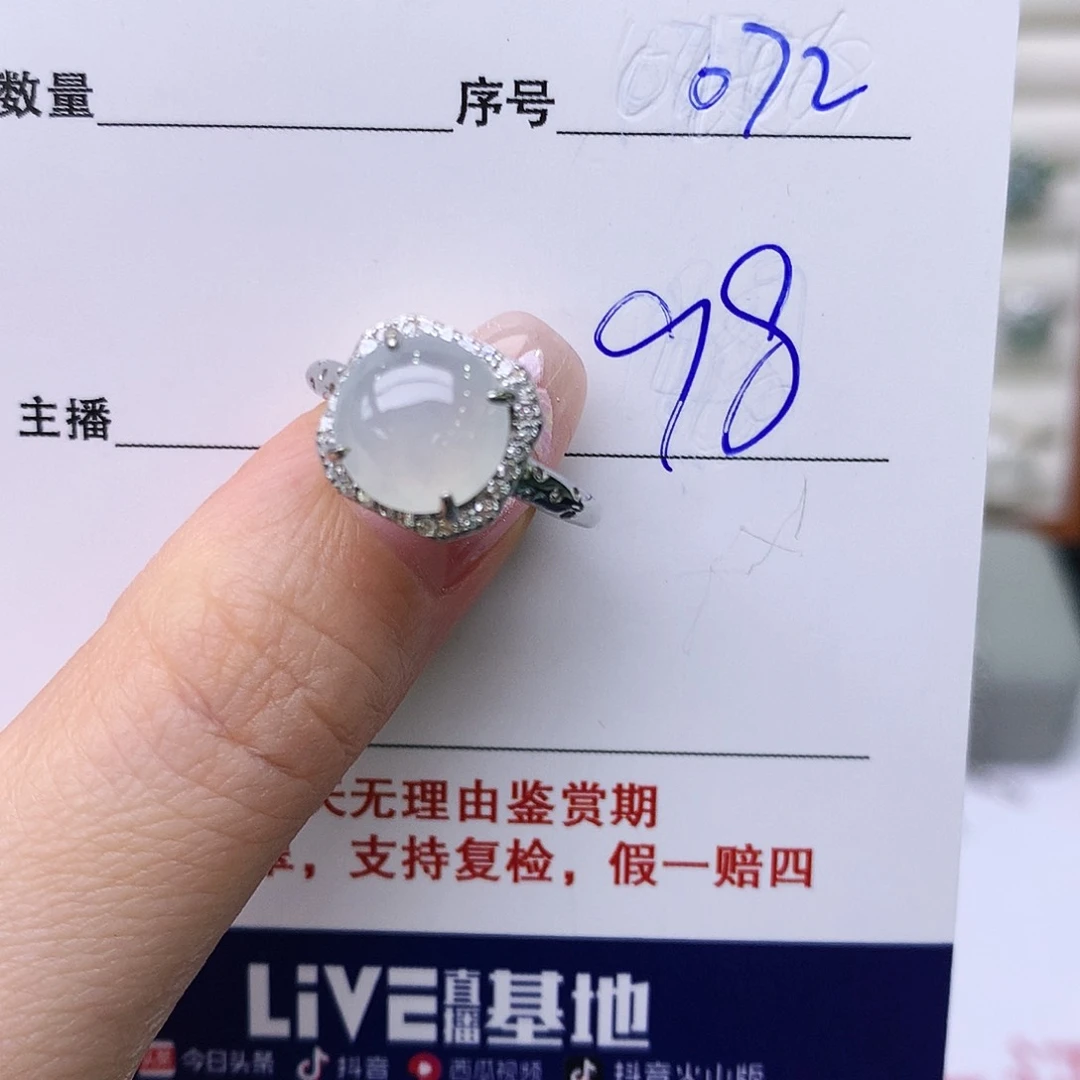 数量 序号 072
98
主播
天无理由鉴赏期
，支持复检，假一赔四
LiVE直播基地
今日头条 抖音 西瓜视频 抖音火山版